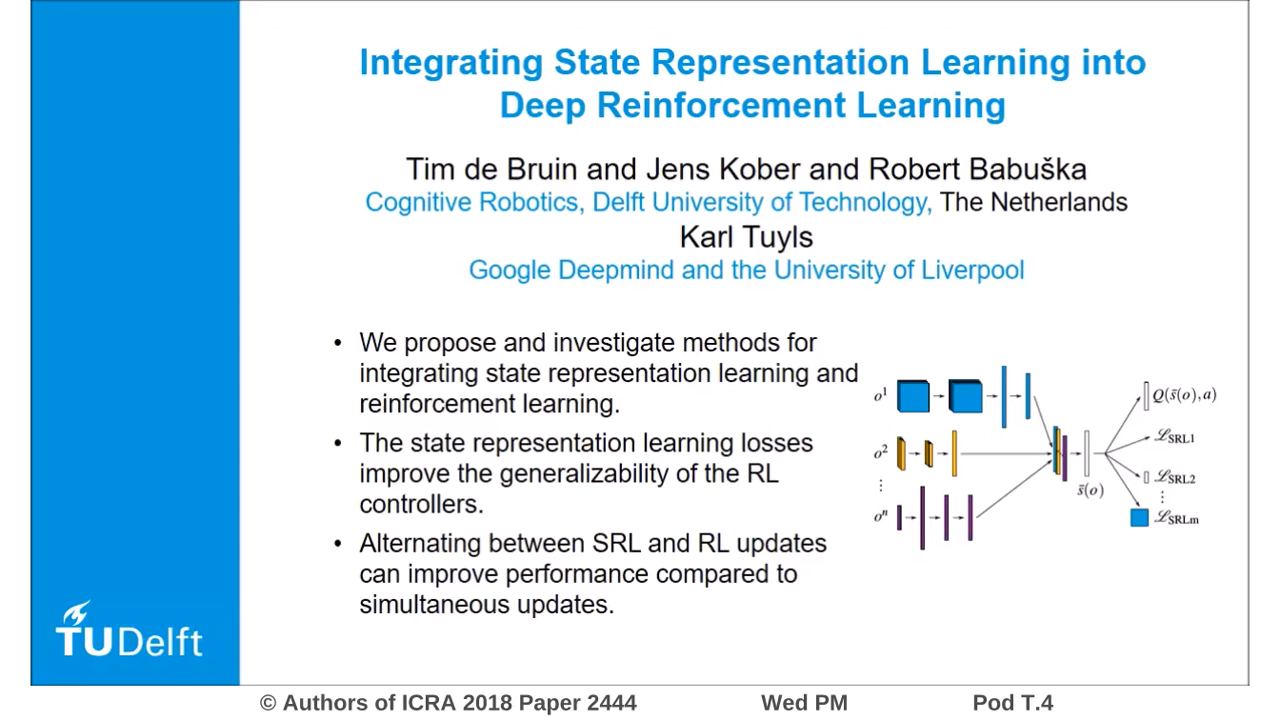 Integrating State Representation Learning into
Deep Reinforcement Learning
Tim de Bruin and Jens Kober and Robert Babuška
Cognitive Robotics, Delft University of Technology, The Netherlands
Karl Tuyls
Google Deepmind and the University of Liverpool
• We propose and investigate methods for
integrating state representation learning and
reinforcement learning.
• The state representation learning losses
improve the generalizability of the RL
controllers.
• Alternating between SRL and RL updates
can improve performance compared to
simultaneous updates.
o¹
o²
⋮
oⁿ
s̄(o)
Q(s̄(o),a)
ℒSRL1
ℒSRL2
⋮
ℒSRLm
TUDelft
© Authors of ICRA 2018 Paper 2444 Wed PM Pod T.4